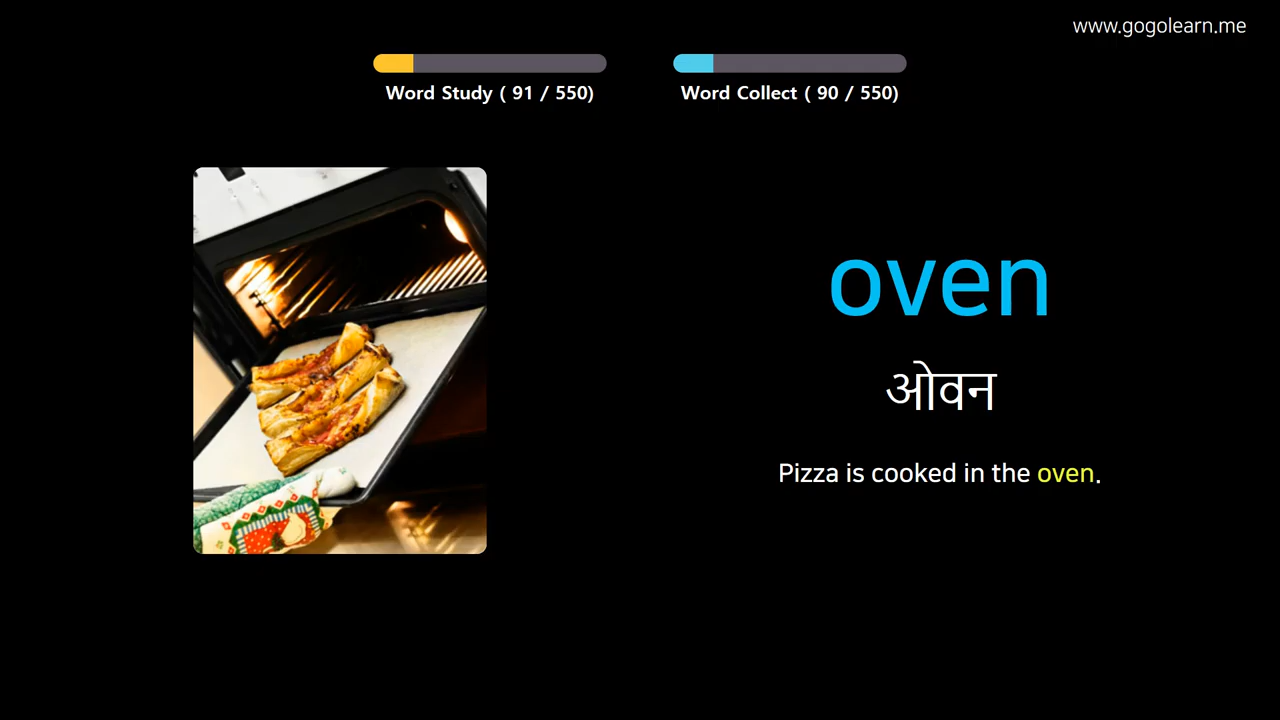 www.gogolearn.me
Word Study ( 91 / 550)
Word Collect ( 90 / 550)
oven
ओवन
Pizza is cooked in the oven.